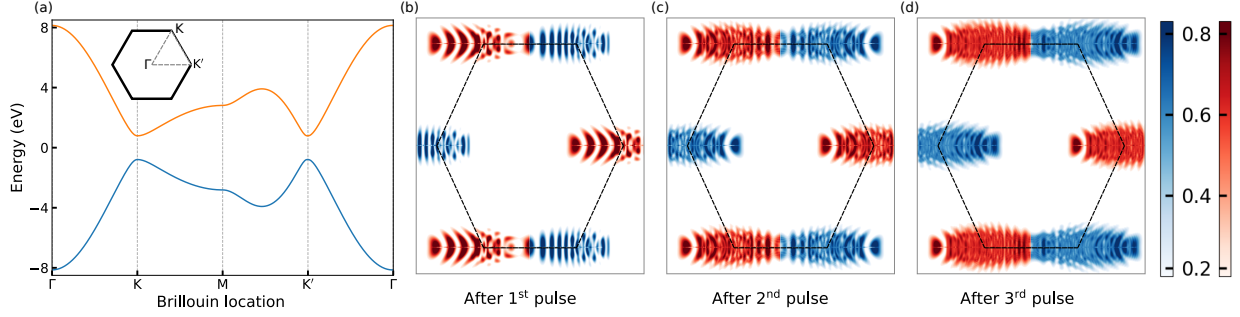 (a)
(b)
(c)
(d)
8
4
0
−4
−8
Energy (eV)
K
Γ
K′
Γ
K
M
K′
Γ
Brillouin location
After 1st pulse
After 2nd pulse
After 3rd pulse
0.8
0.6
0.4
0.2